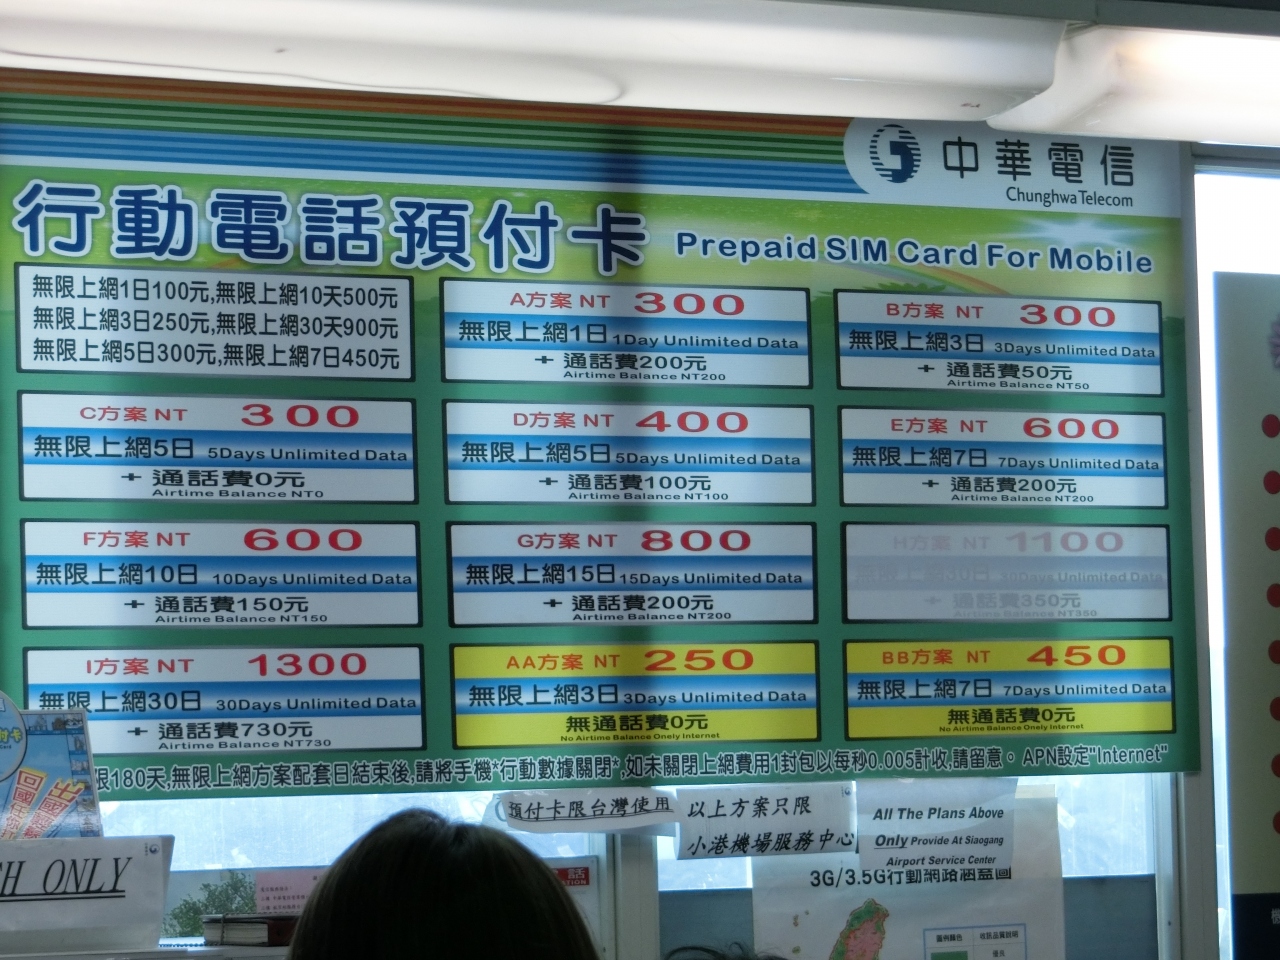 中華電信
Chunghwa Telecom
行動電話預付卡 Prepaid SIM Card For Mobile
無限上網1日100元,無限上網10天500元
無限上網3日250元,無限上網30天900元
無限上網5日300元,無限上網7日450元
A方案 NT 300
無限上網1日 1Day Unlimited Data
+ 通話費200元
Airtime Balance NT200
B方案 NT 300
無限上網3日 3Days Unlimited Data
+ 通話費50元
Airtime Balance NT50
C方案 NT 300
無限上網5日 5Days Unlimited Data
+ 通話費0元
Airtime Balance NT0
D方案 NT 400
無限上網5日 5Days Unlimited Data
+ 通話費100元
Airtime Balance NT100
E方案 NT 600
無限上網7日 7Days Unlimited Data
+ 通話費200元
Airtime Balance NT200
F方案 NT 600
無限上網10日 10Days Unlimited Data
+ 通話費150元
Airtime Balance NT150
G方案 NT 800
無限上網15日 15Days Unlimited Data
+ 通話費200元
Airtime Balance NT200
H方案 NT 1100
無限上網30日 30Days Unlimited Data
+ 通話費350元
Airtime Balance NT350
I方案 NT 1300
無限上網30日 30Days Unlimited Data
+ 通話費730元
Airtime Balance NT730
AA方案 NT 250
無限上網3日 3Days Unlimited Data
無通話費0元
No Airtime Balance Onely Internet
BB方案 NT 450
無限上網7日 7Days Unlimited Data
無通話費0元
No Airtime Balance Onely Internet
限180天,無限上網方案配套日結束後,請將手機*行動數據關閉*,如未關閉上網費用1封包以每秒0.005計收,請留意。 APN設定"Internet"
預付卡限台灣使用
以上方案只限
小港機場服務中心
All The Plans Above
Only Provide At Siaogang
Airport Service Center
3G/3.5G行動網路涵蓋圖
H ONLY
話